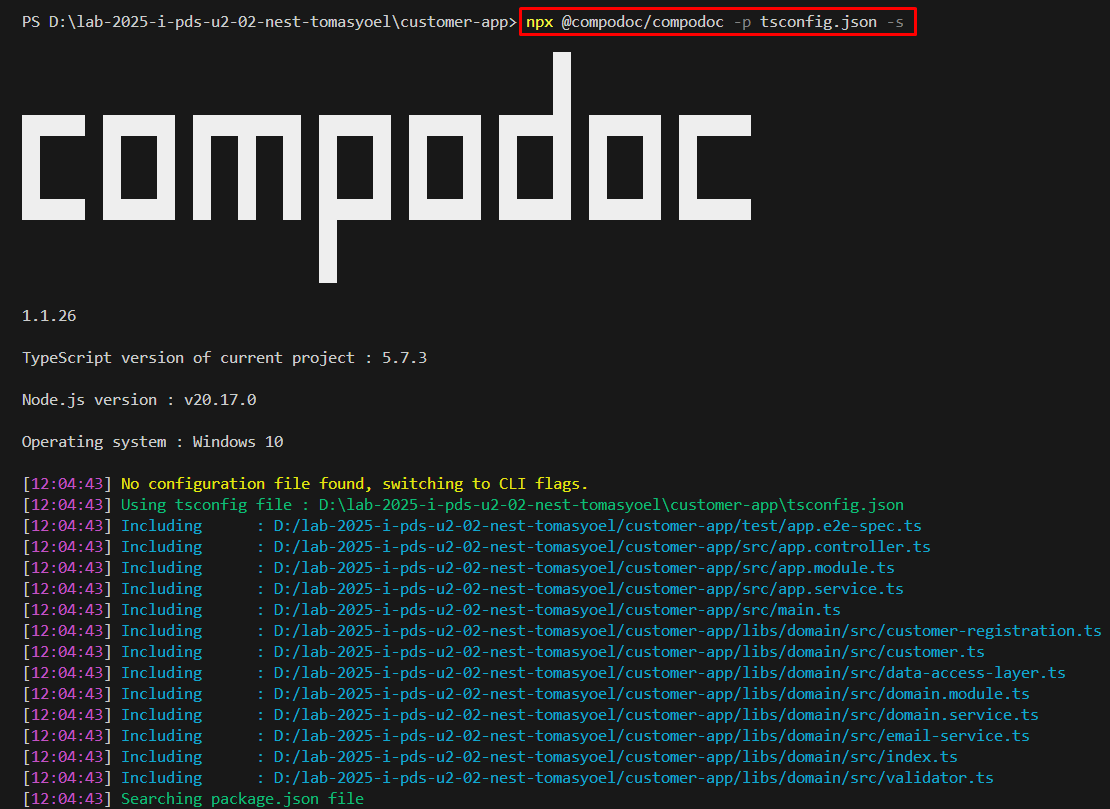 PS D:\lab-2025-i-pds-u2-02-nest-tomasyoel\customer-app> npx @compodoc/compodoc -p tsconfig.json -s
compodoc
1.1.26
TypeScript version of current project : 5.7.3
Node.js version : v20.17.0
Operating system : Windows 10
[12:04:43] No configuration file found, switching to CLI flags.
[12:04:43] Using tsconfig file : D:\lab-2025-i-pds-u2-02-nest-tomasyoel\customer-app\tsconfig.json
[12:04:43] Including      : D:/lab-2025-i-pds-u2-02-nest-tomasyoel/customer-app/test/app.e2e-spec.ts
[12:04:43] Including      : D:/lab-2025-i-pds-u2-02-nest-tomasyoel/customer-app/src/app.controller.ts
[12:04:43] Including      : D:/lab-2025-i-pds-u2-02-nest-tomasyoel/customer-app/src/app.module.ts
[12:04:43] Including      : D:/lab-2025-i-pds-u2-02-nest-tomasyoel/customer-app/src/app.service.ts
[12:04:43] Including      : D:/lab-2025-i-pds-u2-02-nest-tomasyoel/customer-app/src/main.ts
[12:04:43] Including      : D:/lab-2025-i-pds-u2-02-nest-tomasyoel/customer-app/libs/domain/src/customer-registration.ts
[12:04:43] Including      : D:/lab-2025-i-pds-u2-02-nest-tomasyoel/customer-app/libs/domain/src/customer.ts
[12:04:43] Including      : D:/lab-2025-i-pds-u2-02-nest-tomasyoel/customer-app/libs/domain/src/data-access-layer.ts
[12:04:43] Including      : D:/lab-2025-i-pds-u2-02-nest-tomasyoel/customer-app/libs/domain/src/domain.module.ts
[12:04:43] Including      : D:/lab-2025-i-pds-u2-02-nest-tomasyoel/customer-app/libs/domain/src/domain.service.ts
[12:04:43] Including      : D:/lab-2025-i-pds-u2-02-nest-tomasyoel/customer-app/libs/domain/src/email-service.ts
[12:04:43] Including      : D:/lab-2025-i-pds-u2-02-nest-tomasyoel/customer-app/libs/domain/src/index.ts
[12:04:43] Including      : D:/lab-2025-i-pds-u2-02-nest-tomasyoel/customer-app/libs/domain/src/validator.ts
[12:04:43] Searching package.json file